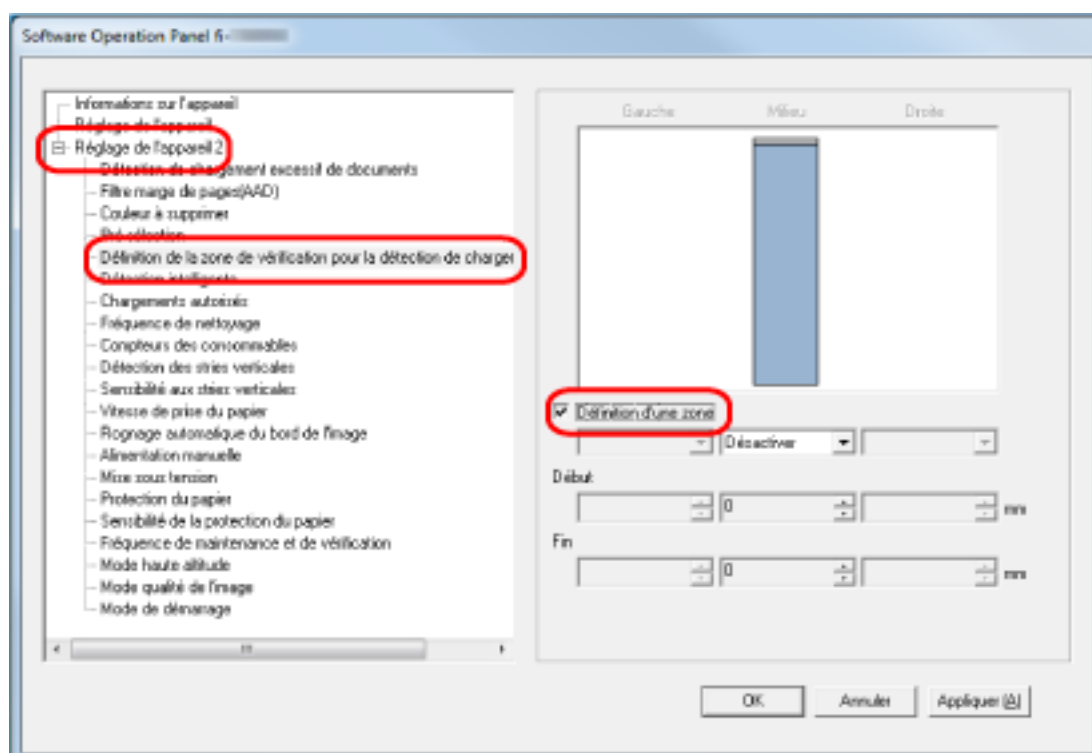 Software Operation Panel fi-
Informations sur l'appareil
Réglage de l'appareil
Réglage de l'appareil 2
Détection de chargement excessif de documents
Filtre marge de pages(AAD)
Couleur à supprimer
Pré-sélection
Définition de la zone de vérification pour la détection de charger
Détection intelligente
Chargements autorisés
Fréquence de nettoyage
Compteurs des consommables
Détection des stries verticales
Sensibilité aux stries verticales
Vitesse de prise du papier
Rognage automatique du bord de l'image
Alimentation manuelle
Mise sous tension
Protection du papier
Sensibilité de la protection du papier
Fréquence de maintenance et de vérification
Mode haute altitude
Mode qualité de l'image
Mode de démarrage
Gauche Milieu Droite
Définition d'une zone
Désactiver
Début
0 mm
Fin
0 mm
OK Annuler Appliquer (A)